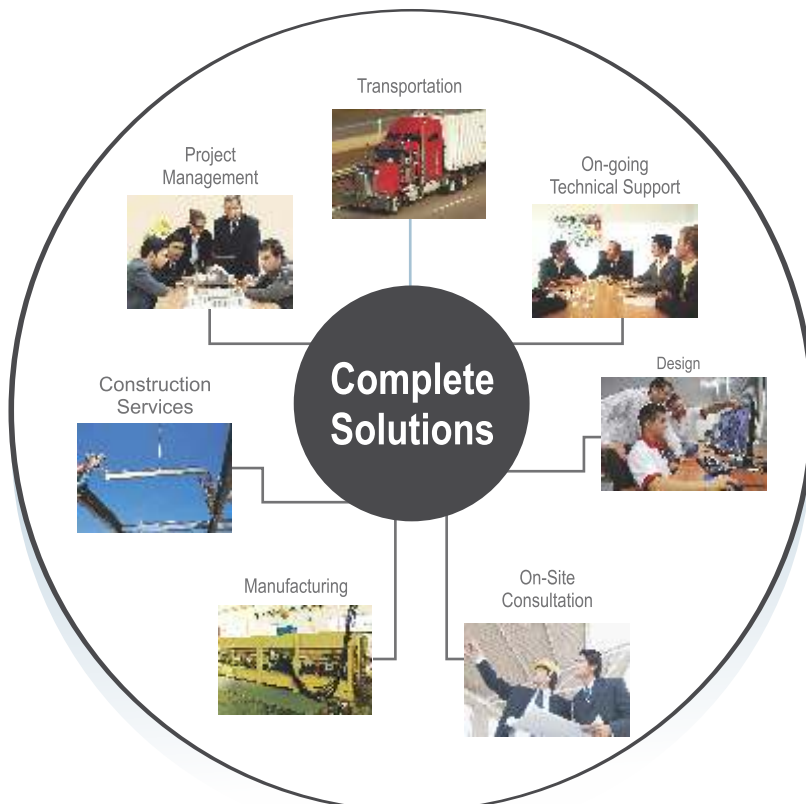 Transportation
Project
Management
On-going
Technical Support
Complete
Solutions
Design
Construction
Services
Manufacturing
On-Site
Consultation